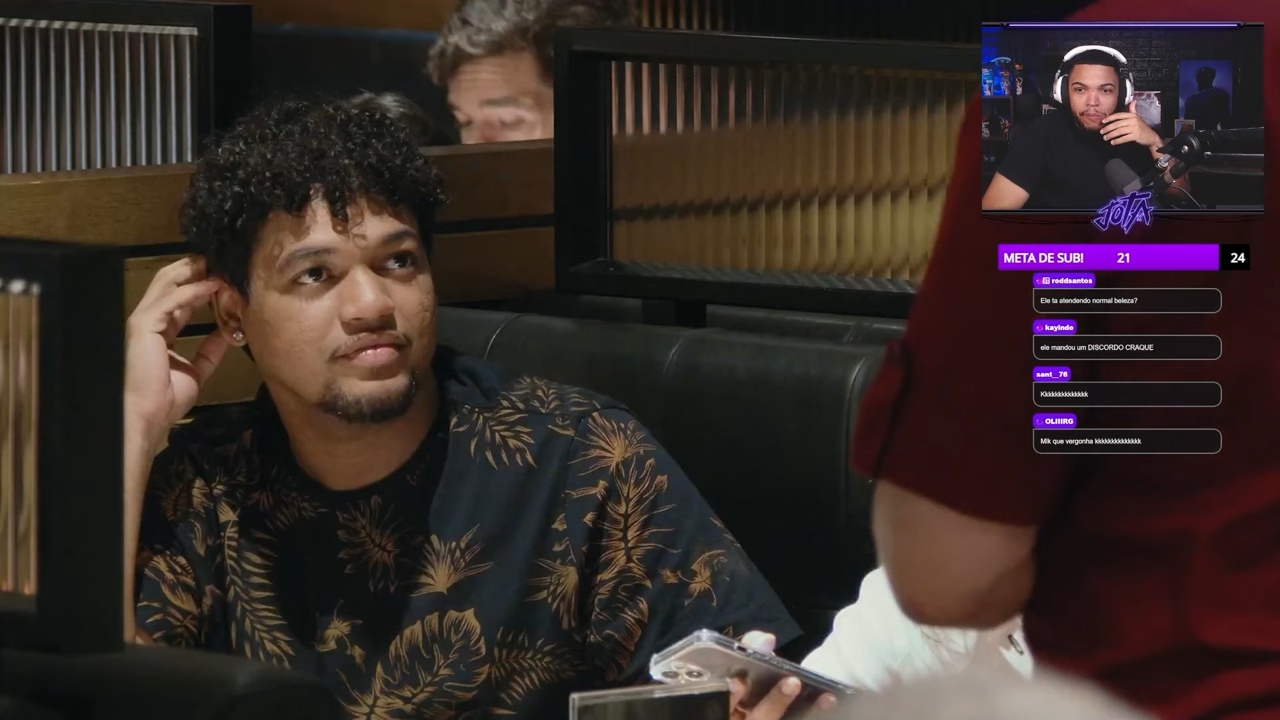 JOTA
META DE SUB! 21 24
roddsantos
Ele ta atendendo normal beleza?
kayindo
ele mandou um DISCORDO CRAQUE
sant__76
Kkkkkkkkkkkkk
OLIIIRG
Mlk que vergonha kkkkkkkkkkkkkk